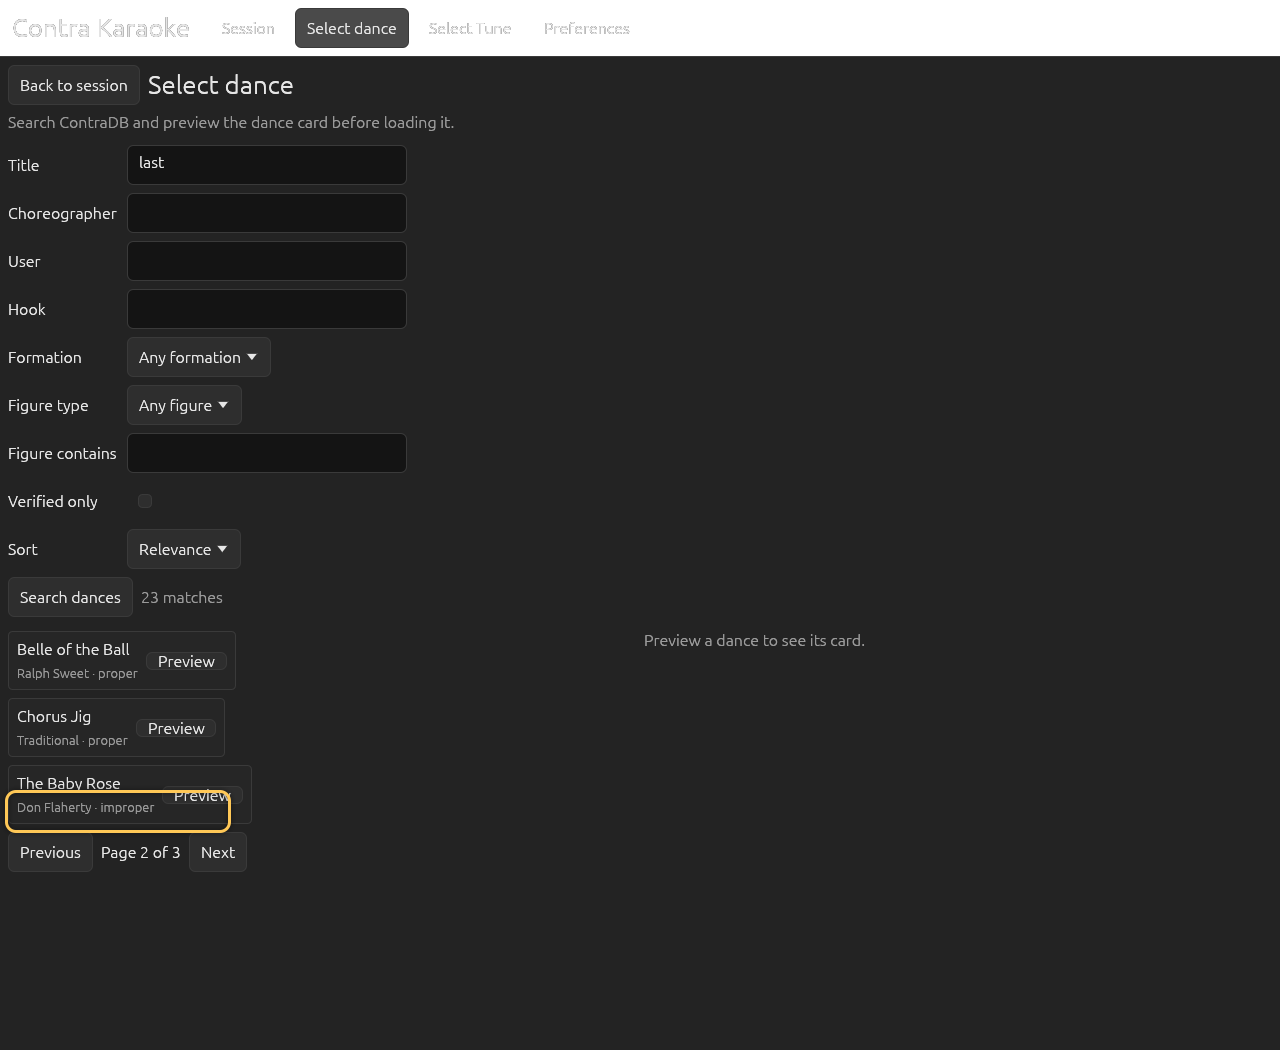 Contra Karaoke Session Select dance Select Tune Preferences
Back to session Select dance
Search ContraDB and preview the dance card before loading it.
Title last
Choreographer
User
Hook
Formation Any formation
Figure type Any figure
Figure contains
Verified only
Sort Relevance
Search dances 23 matches
Preview a dance to see its card.
Belle of the Ball
Ralph Sweet · proper Preview
Chorus Jig
Traditional · proper Preview
The Baby Rose
Don Flaherty · improper Preview
Previous Page 2 of 3 Next